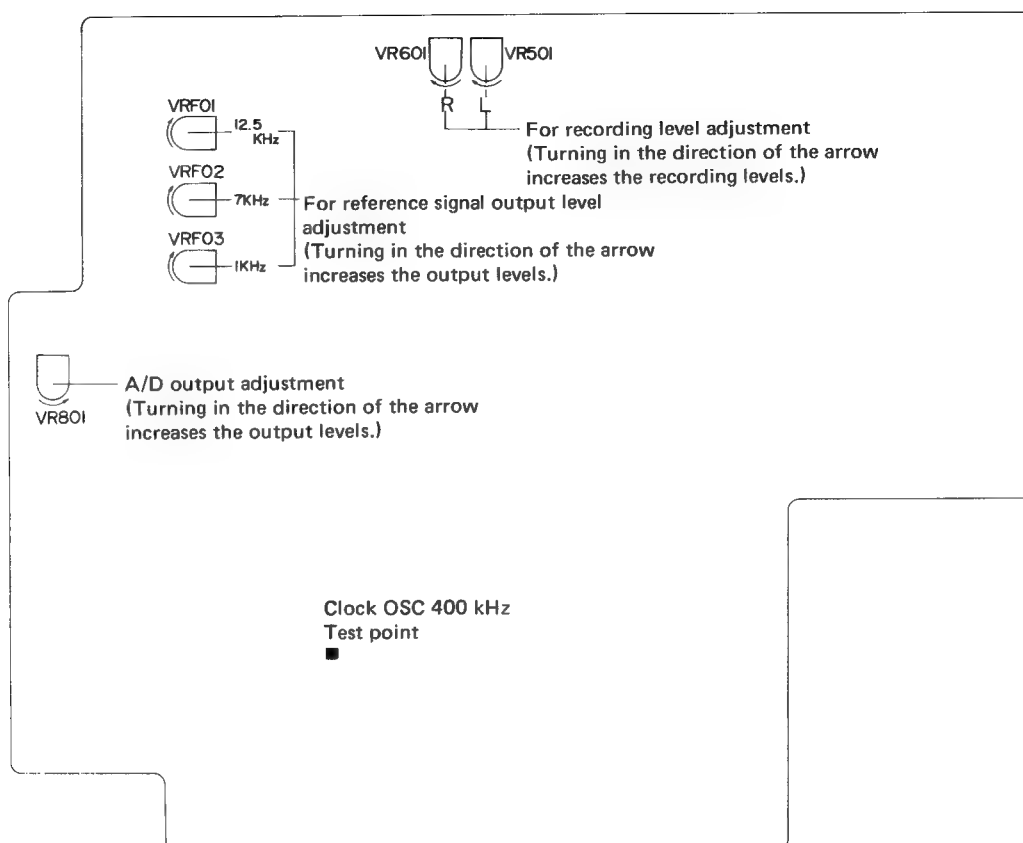 VR601 VR501
R L
For recording level adjustment
(Turning in the direction of the arrow
increases the recording levels.)
VRF01
12.5
KHz
VRF02
7KHz
VRF03
1KHz
For reference signal output level
adjustment
(Turning in the direction of the arrow
increases the output levels.)
VR801
A/D output adjustment
(Turning in the direction of the arrow
increases the output levels.)
Clock OSC 400 kHz
Test point